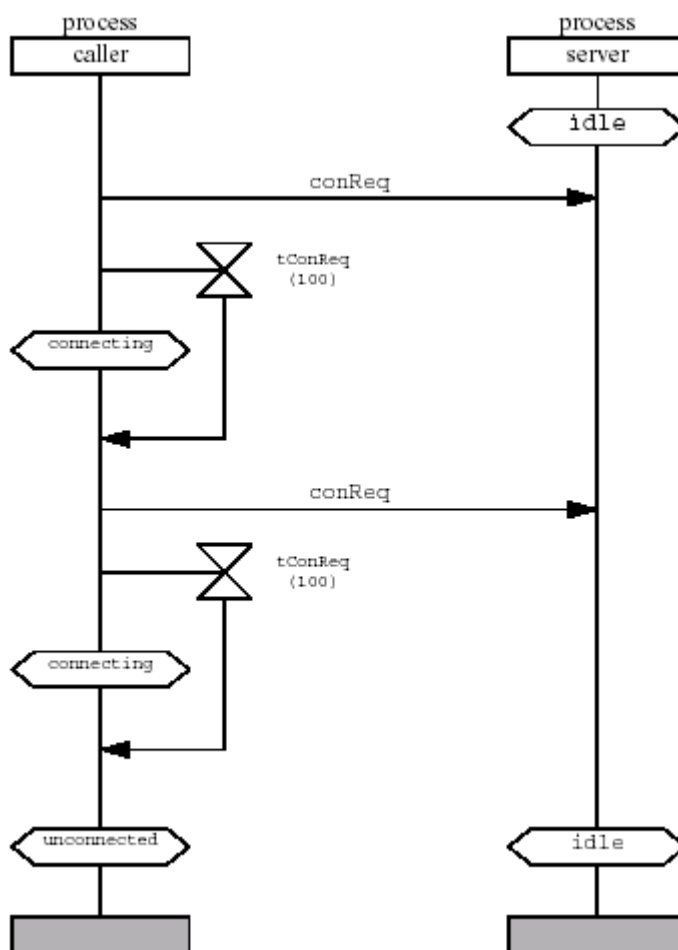 process
process
caller
server
idle
conReq
tConReq
(100)
connecting
conReq
tConReq
(100)
connecting
unconnected
idle